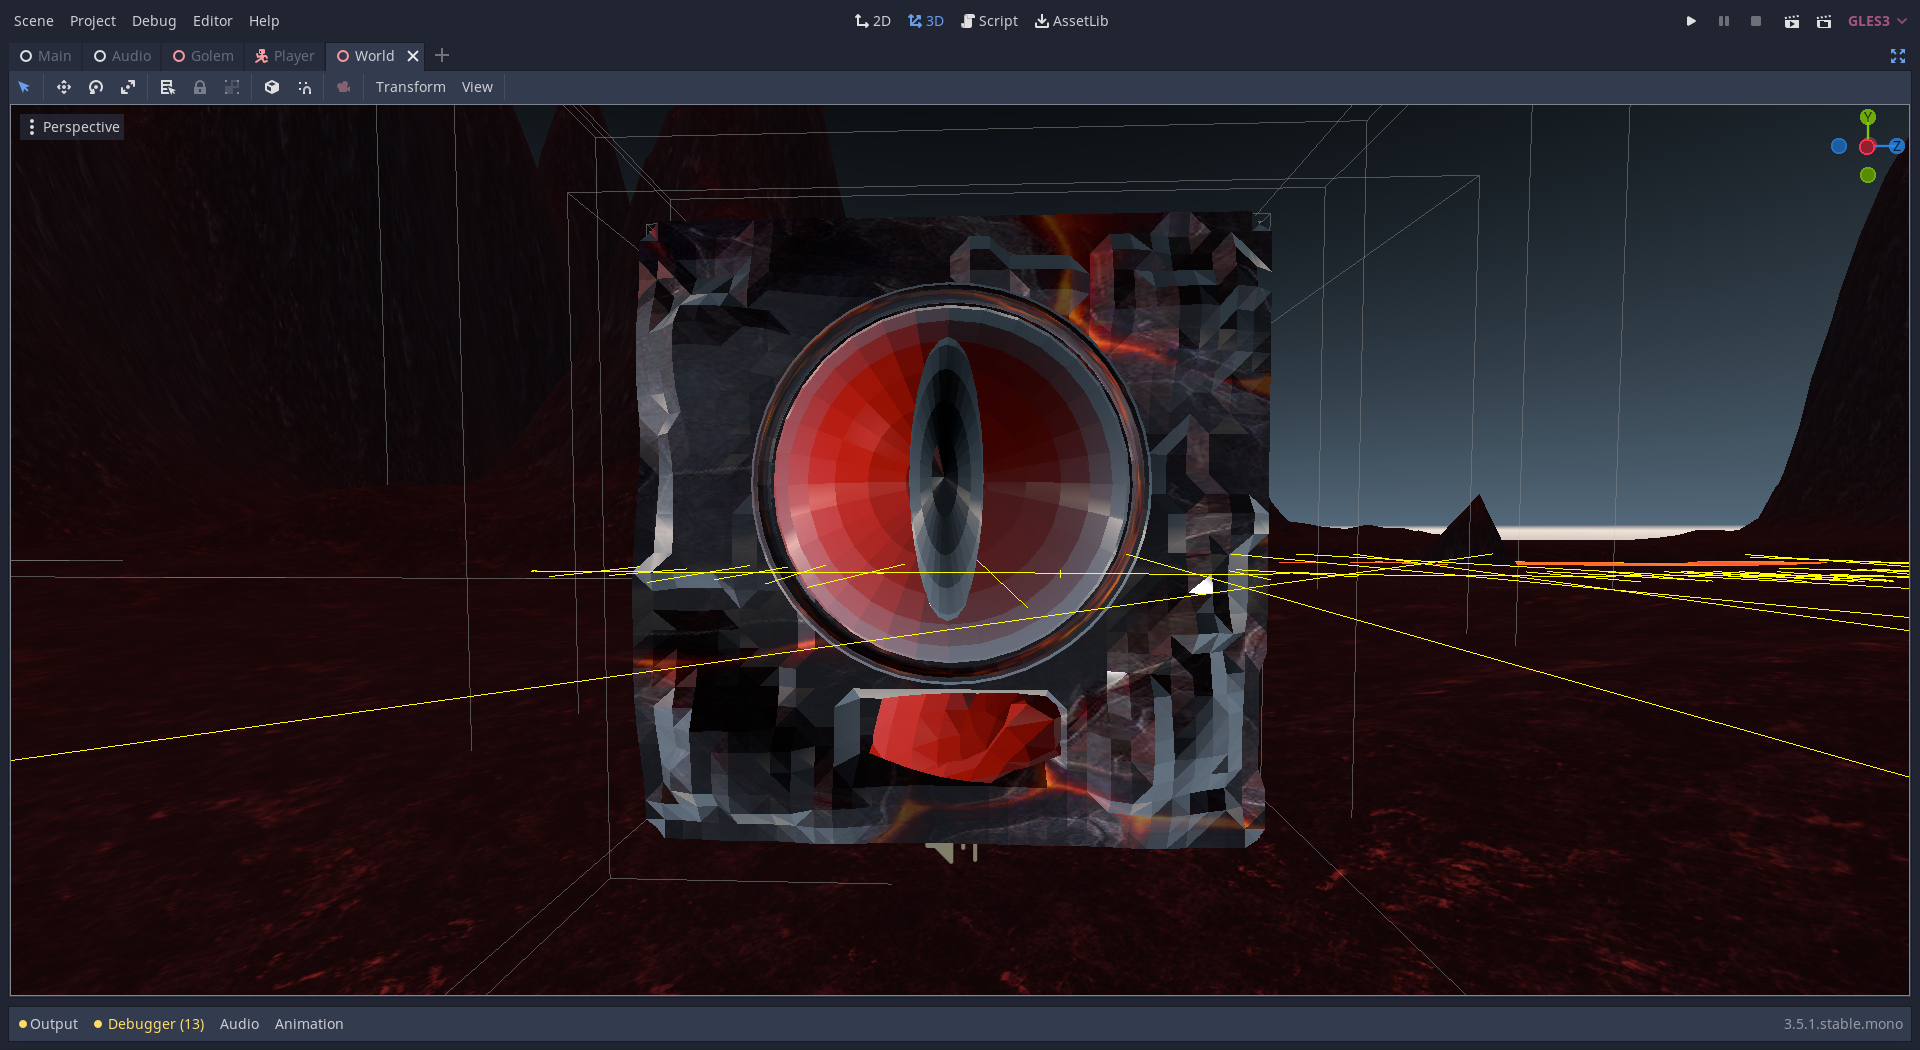 Scene Project Debug Editor Help 2D 3D Script AssetLib GLES3
Main Audio Golem Player World
Transform View
Perspective
Y
Z
Output Debugger (13) Audio Animation 3.5.1.stable.mono